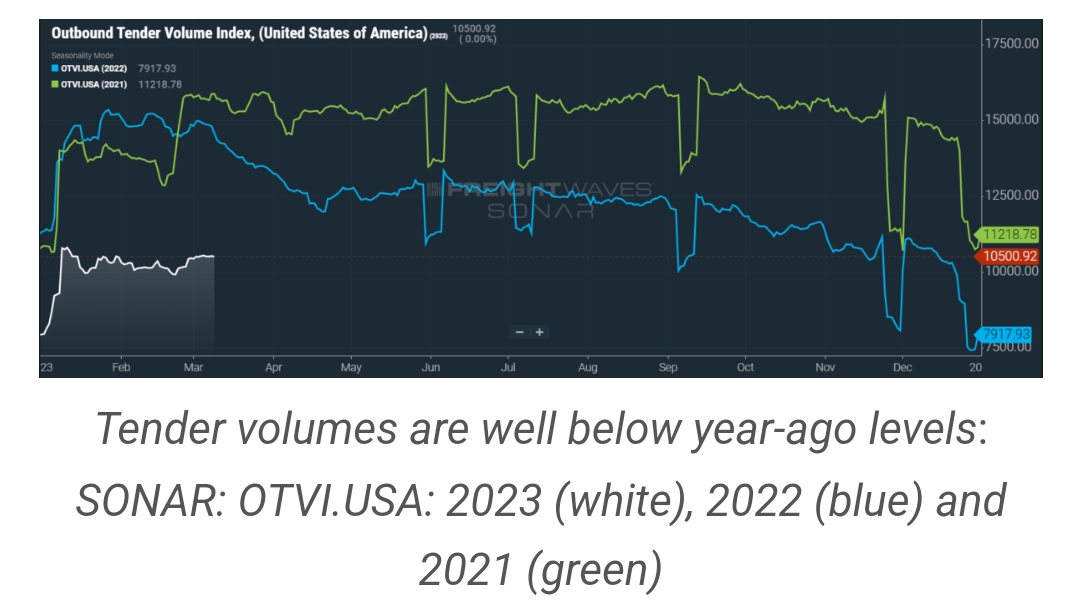 Outbound Tender Volume Index, (United States of America) (2023) 10500.92
( 0.00%)
Seasonality Mode
OTVI.USA (2022) 7917.93
OTVI.USA (2021) 11218.78
17500.00
15000.00
12500.00
FREIGHTWAVES
SONAR
11218.78
10500.92
10000.00
7917.93
7500.00
− +
23 Feb Mar Apr May Jun Jul Aug Sep Oct Nov Dec 20
Tender volumes are well below year-ago levels:
SONAR: OTVI.USA: 2023 (white), 2022 (blue) and
2021 (green)